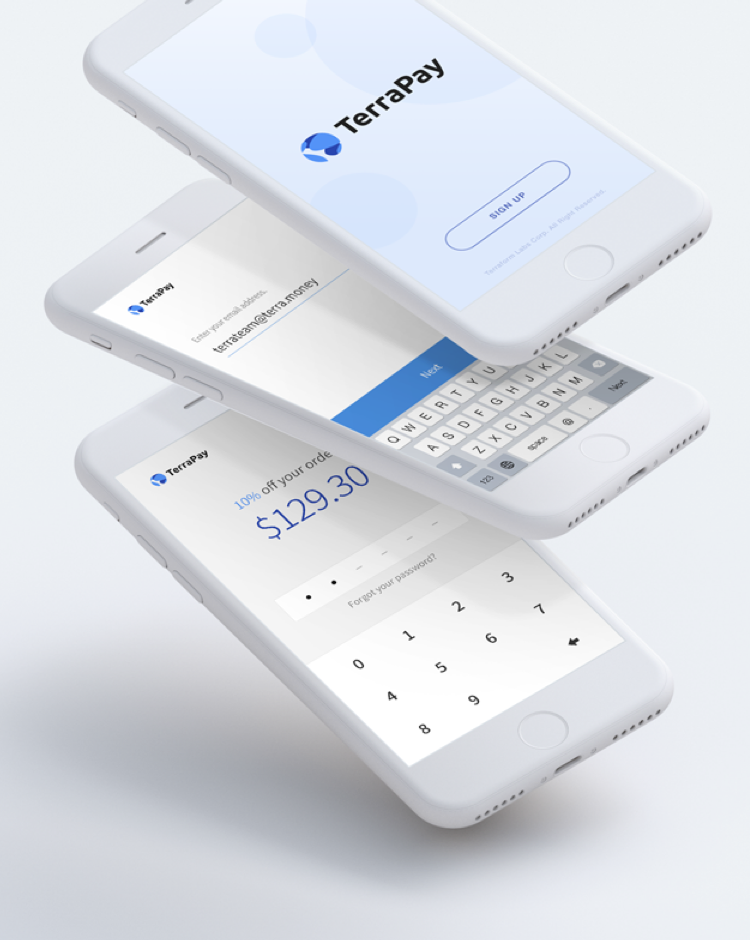 TerraPay
SIGN UP
Terraform Labs Corp. All Right Reserved.
TerraPay
Enter your email address.
terrateam@terra.money
Next
Q W E R T Y U
A S D F G H J K L
Z X C V B N M
123 space @ . Next
TerraPay
10% off your orde
$129.30
Forgot your password?
0 1 2 3
4 5 6 7
8 9